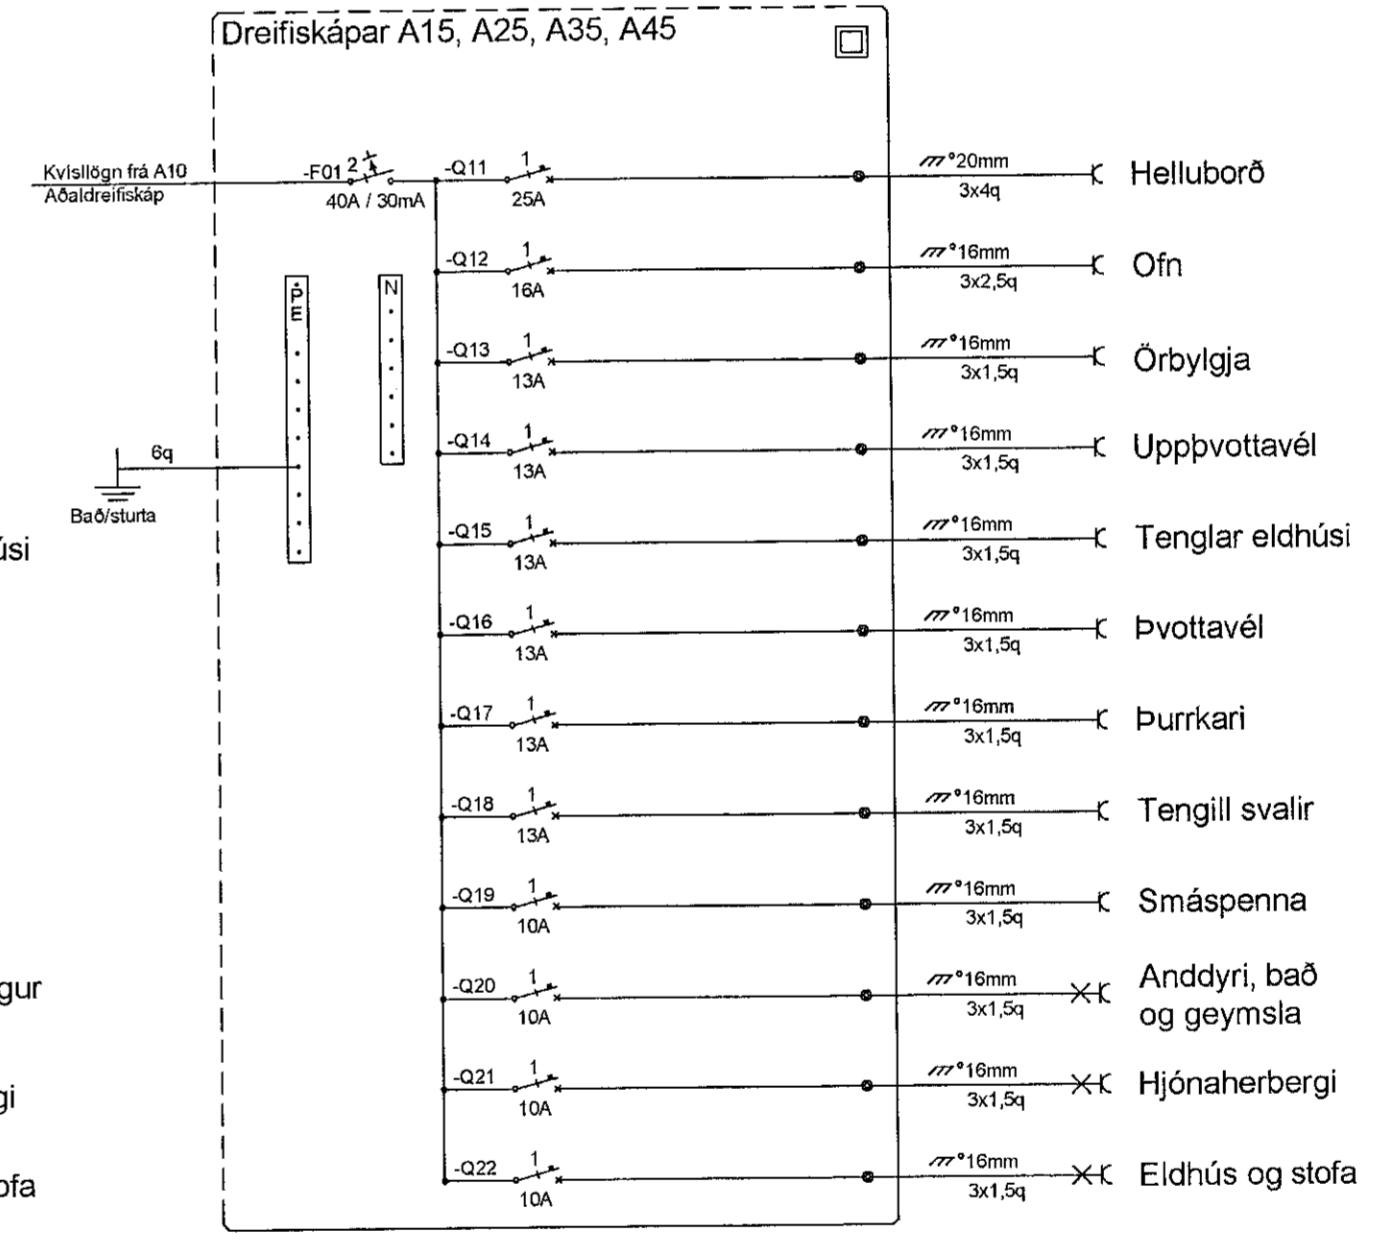 Dreifiskápar A15, A25, A35, A45
Kvísllögn frá A10
Aðaldreifiskáp
-F01 2
40A / 30mA
-Q11 1
25A
20mm
3x4q
Helluborð
-Q12 1
16A
16mm
3x2,5q
Ofn
PE
N
-Q13 1
13A
16mm
3x1,5q
Örbylgja
-Q14 1
13A
16mm
3x1,5q
Uppþvottavél
6q
Bað/sturta
-Q15 1
13A
16mm
3x1,5q
Tenglar eldhúsi
úsi
-Q16 1
13A
16mm
3x1,5q
Þvottavél
-Q17 1
13A
16mm
3x1,5q
Þurrkari
-Q18 1
13A
16mm
3x1,5q
Tengill svalir
-Q19 1
10A
16mm
3x1,5q
Smáspenna
gur
-Q20 1
10A
16mm
3x1,5q
Anddyri, bað
og geymsla
gi
-Q21 1
10A
16mm
3x1,5q
Hjónaherbergi
ofa
-Q22 1
10A
16mm
3x1,5q
Eldhús og stofa